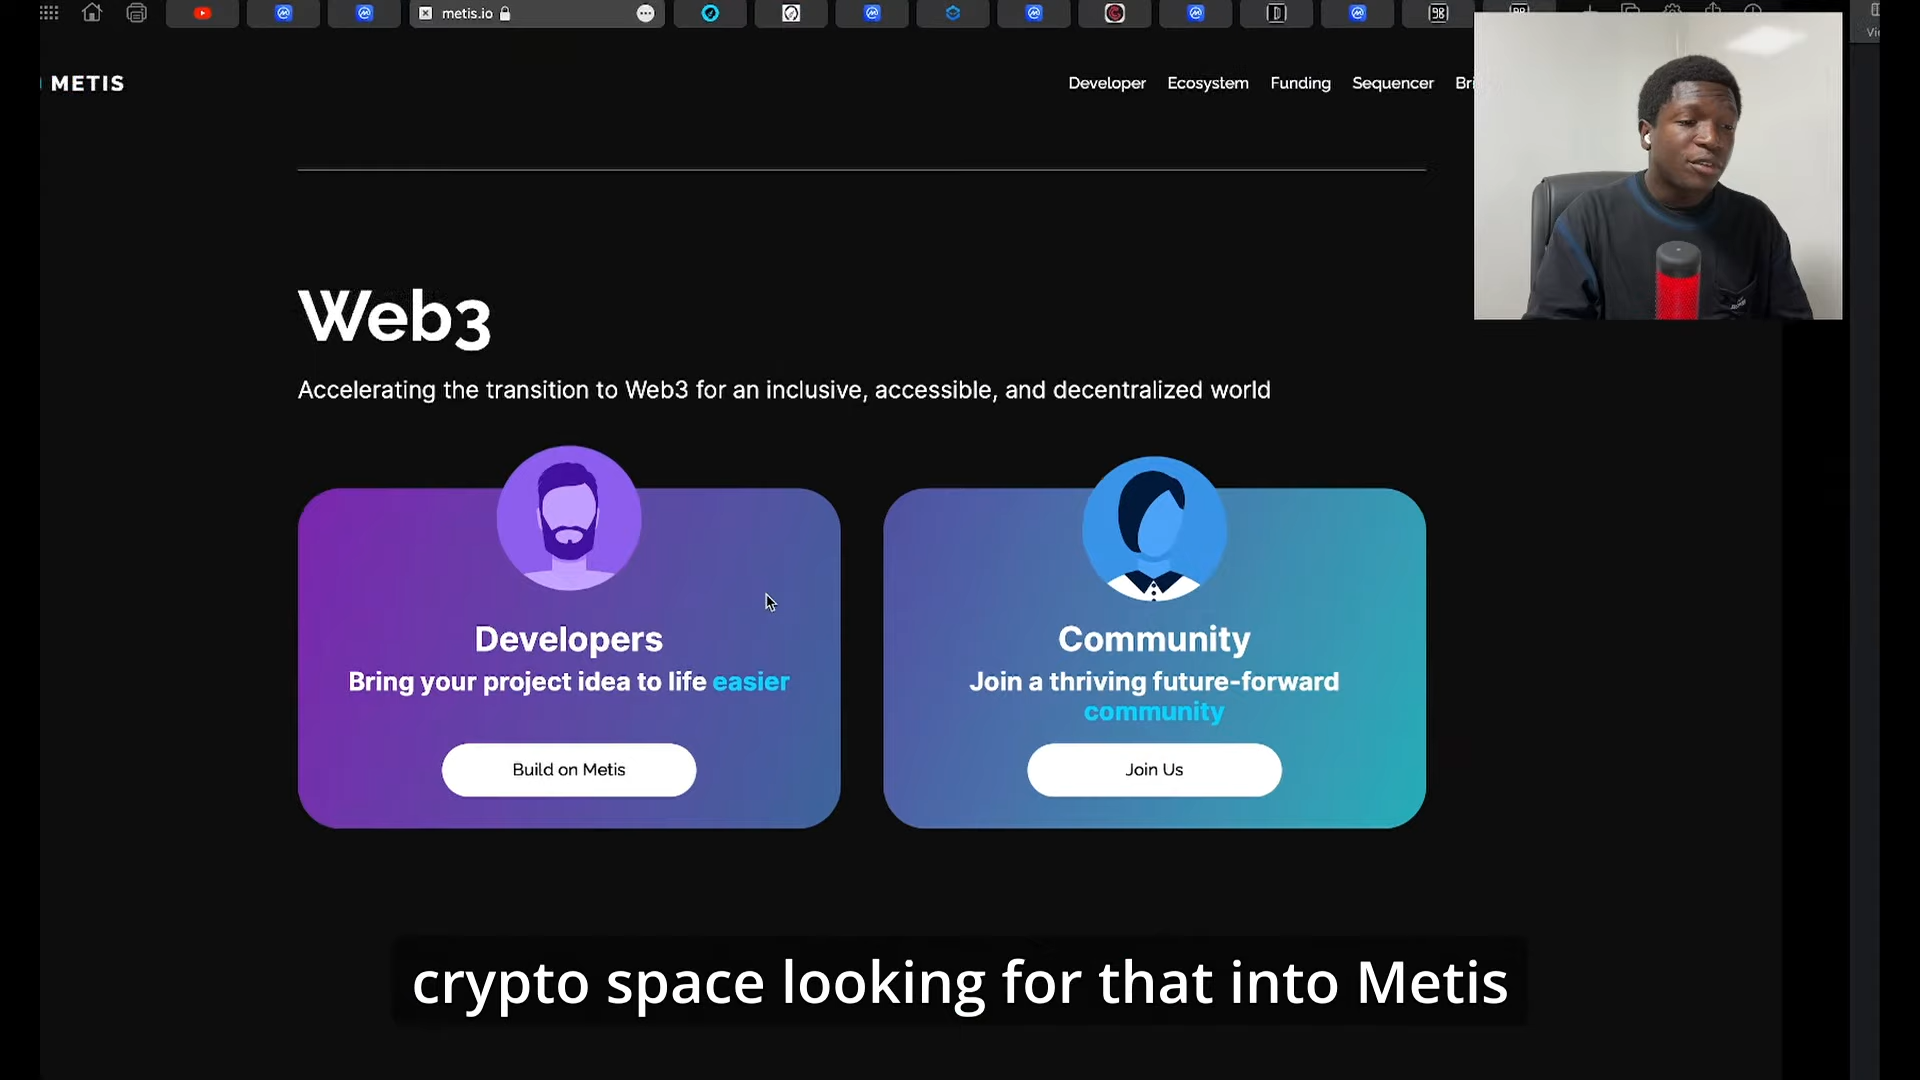 metis.io
METIS
Developer Ecosystem Funding Sequencer Bri
Web3
Accelerating the transition to Web3 for an inclusive, accessible, and decentralized world
Developers
Bring your project idea to life easier
Build on Metis
Community
Join a thriving future-forward
community
Join Us
crypto space looking for that into Metis